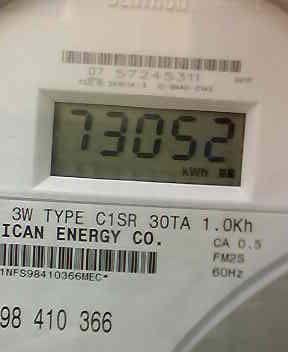 07 57245311
73052
kWh
3W TYPE C1SR 30TA 1.0Kh
ICAN ENERGY CO.
CA 0.5
FM2S
60Hz
1NFS98410366MEC*
98 410 366